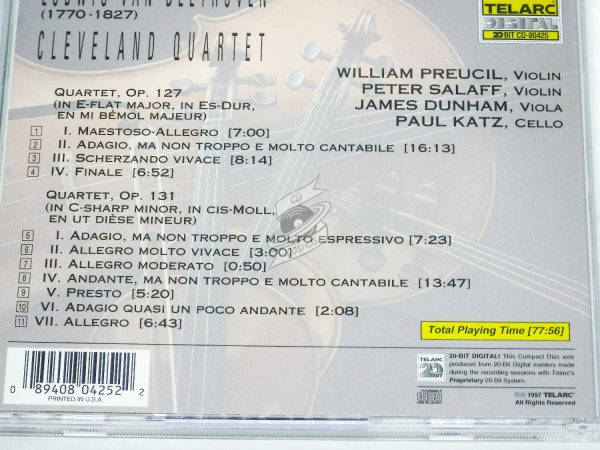 LUDWIG VAN BEETHOVEN
(1770-1827)
CLEVELAND QUARTET
TELARC
DIGITAL
20 BIT CD-80425
WILLIAM PREUCIL, VIOLIN
PETER SALAFF, VIOLIN
JAMES DUNHAM, VIOLA
PAUL KATZ, CELLO
QUARTET, OP. 127
(IN E-FLAT MAJOR, IN ES-DUR,
EN MI BÉMOL MAJEUR)
1 I. MAESTOSO-ALLEGRO [7:00]
2 II. ADAGIO, MA NON TROPPO E MOLTO CANTABILE [16:13]
3 III. SCHERZANDO VIVACE [8:14]
4 IV. FINALE [6:52]
QUARTET, OP. 131
(IN C-SHARP MINOR, IN CIS-MOLL,
EN UT DIÈSE MINEUR)
5 I. ADAGIO, MA NON TROPPO E MOLTO ESPRESSIVO [7:23]
6 II. ALLEGRO MOLTO VIVACE [3:00]
7 III. ALLEGRO MODERATO [0:50]
8 IV. ANDANTE, MA NON TROPPO E MOLTO CANTABILE [13:47]
9 V. PRESTO [5:20]
10 VI. ADAGIO QUASI UN POCO ANDANTE [2:08]
11 VII. ALLEGRO [6:43]
CD
Total Playing Time [77:56]
0 89408 04252 2
PRINTED IN U.S.A.
TELARC
20-BIT DIGITAL! This Compact Disc was
produced from 20-Bit Digital masters made
during the recording sessions with Telarc's
Proprietary 20-Bit System.
© 1997 TELARC
All Rights Reserved